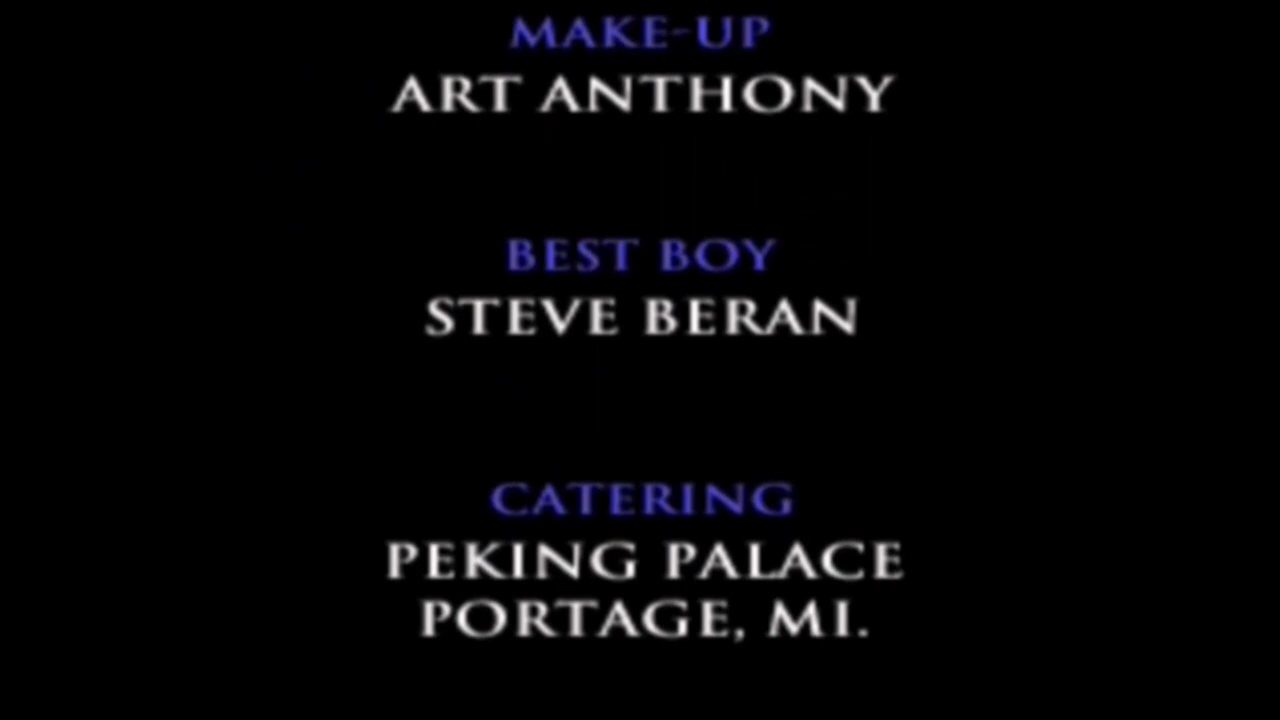 MAKE-UP
ART ANTHONY
BEST BOY
STEVE BERAN
CATERING
PEKING PALACE
PORTAGE, MI.